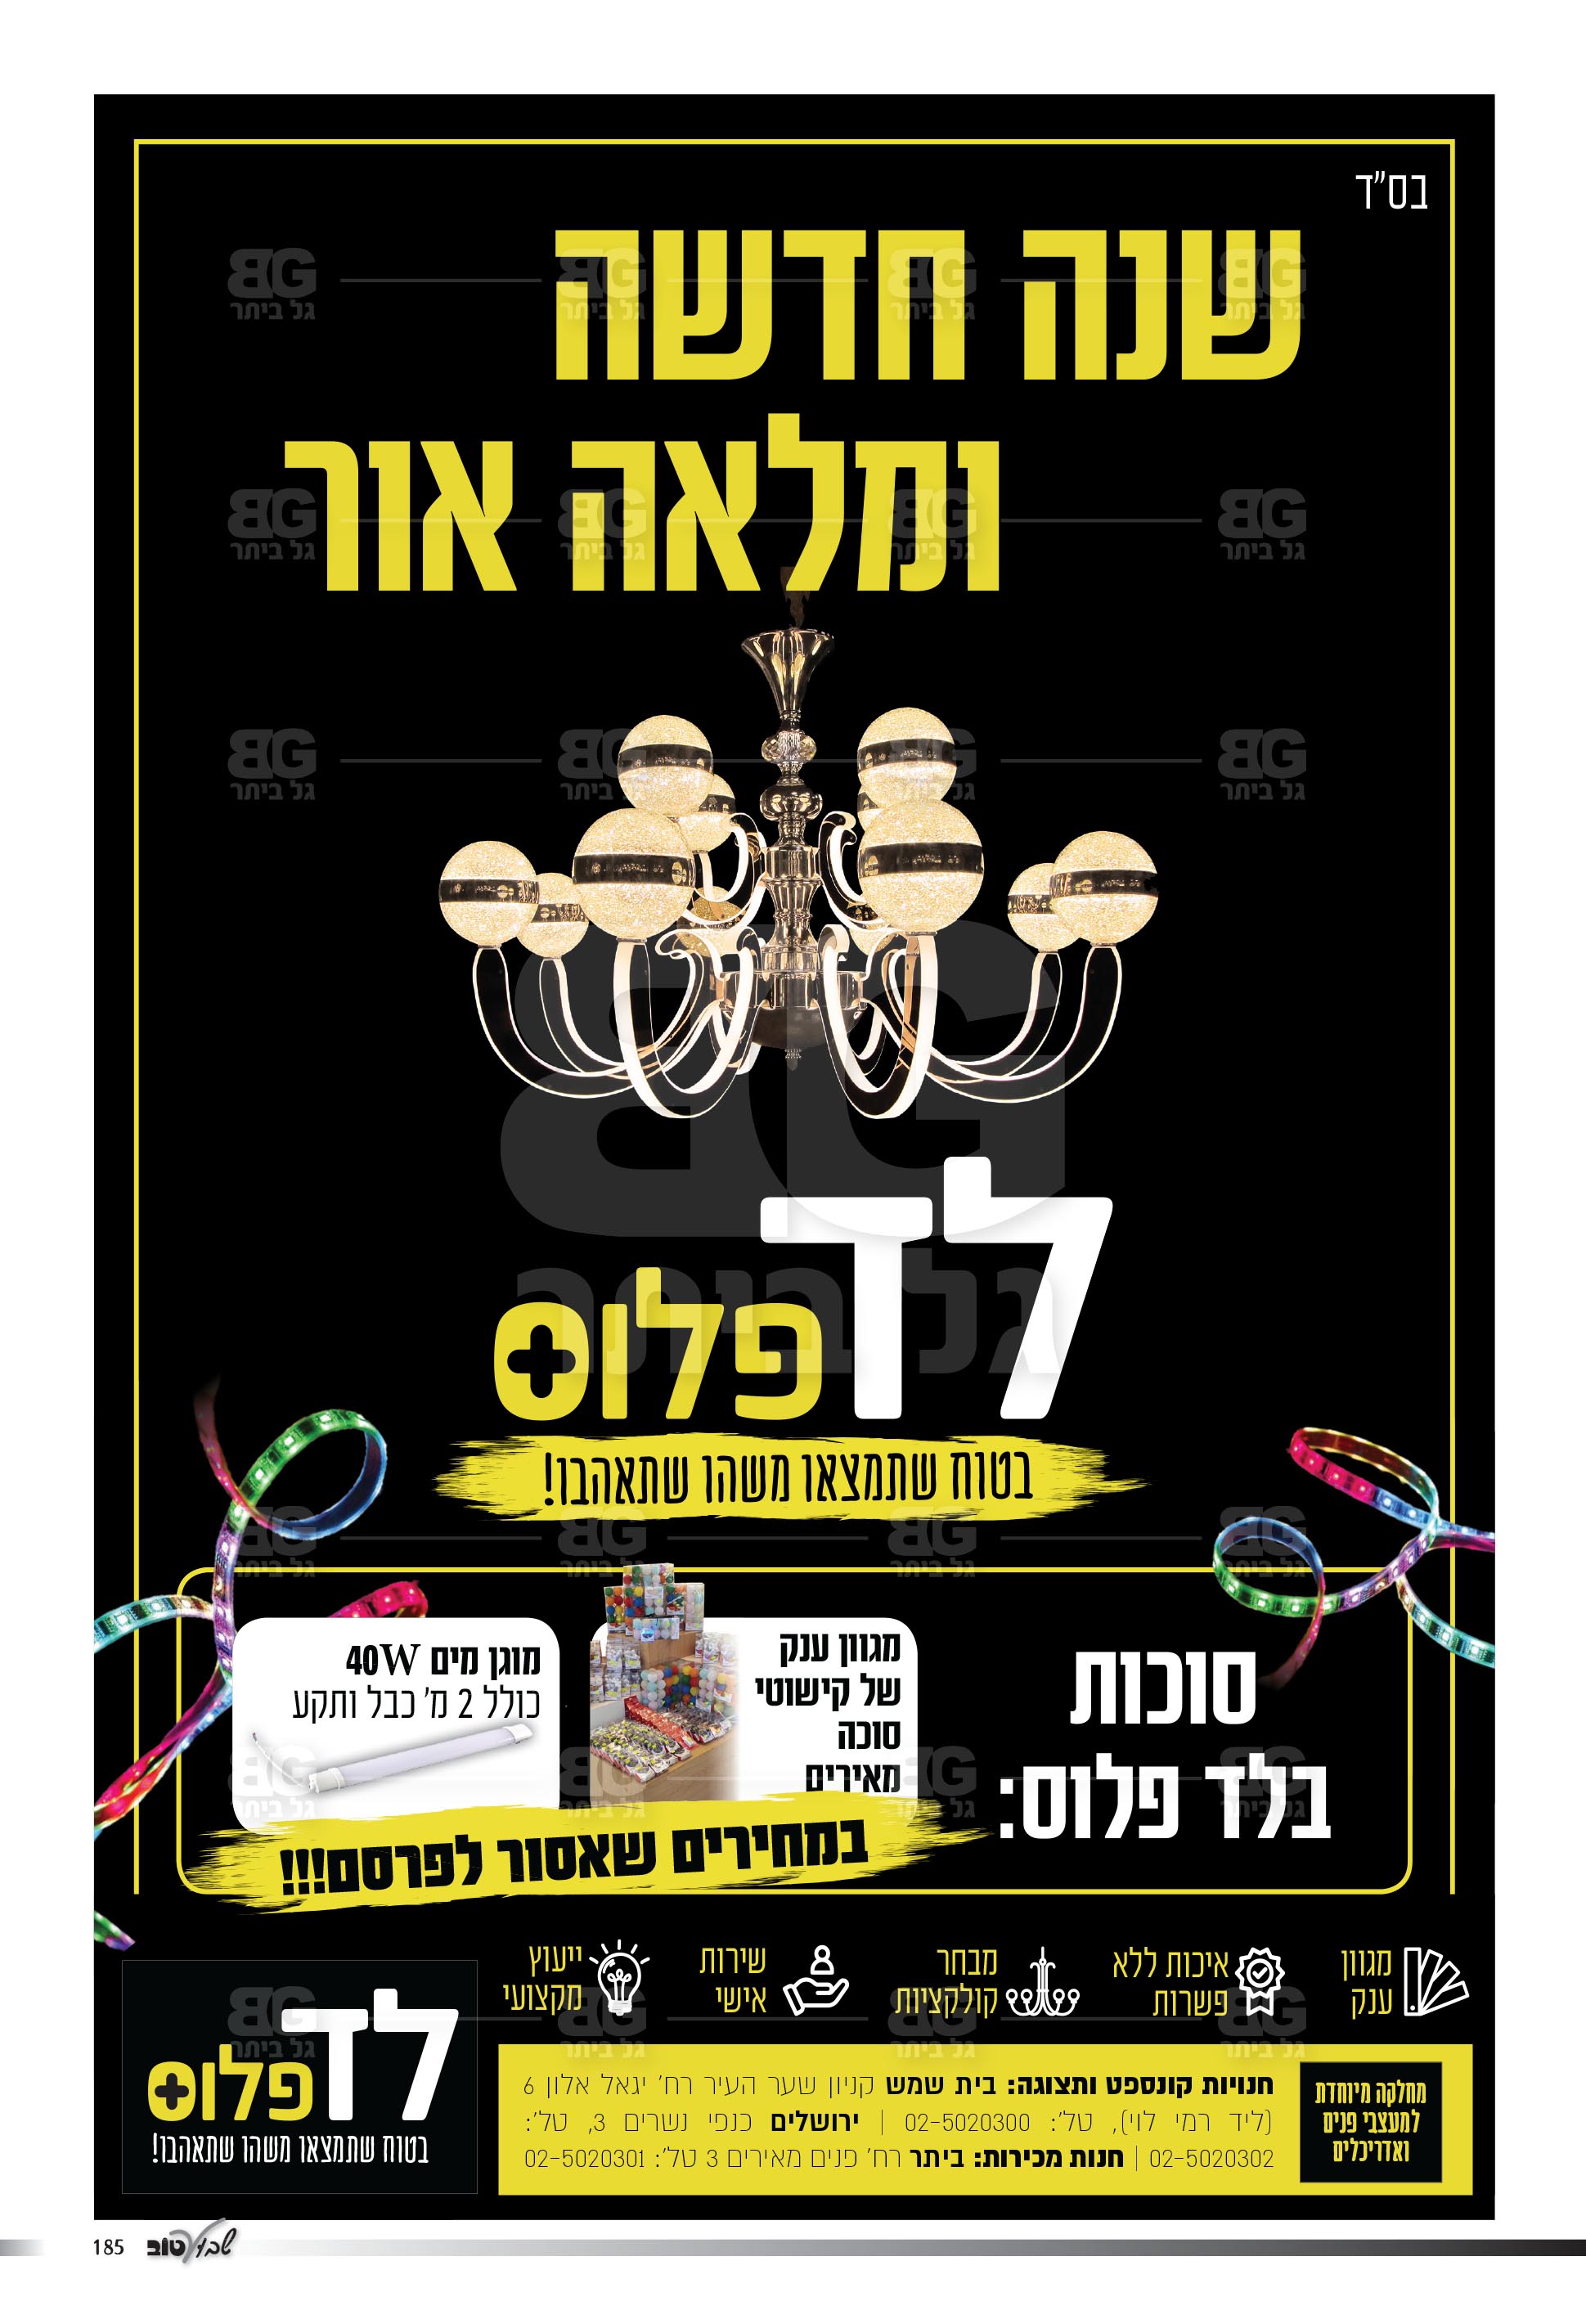 בס"ד
שנה חדשה
ומלאה אור
לד
פלוס
בטוח שתמצאו משהו שתאהבו!
סוכות
בלד פלוס:
מגוון ענק
של קישוטי
סוכה
מאירים
מוגן מים 40W
כולל 2 מ' כבל ותקע
במחירים שאסור לפרסם!!!
מגוון
ענק
איכות ללא
פשרות
מבחר
קולקציות
שירות
אישי
ייעוץ
מקצועי
מחלקה מיוחדת
למעצבי פנים
ואדריכלים
חנויות קונספט ותצוגה: בית שמש קניון שער העיר רח' יגאל אלון 6
(ליד רמי לוי), טל': 02-5020300 | ירושלים כנפי נשרים 3, טל':
02-5020302 | חנות מכירות: ביתר רח' פנים מאירים 3 טל': 02-5020301
לד
פלוס
בטוח שתמצאו משהו שתאהבו!
BG
גל ביתר
185 שבוע טוב